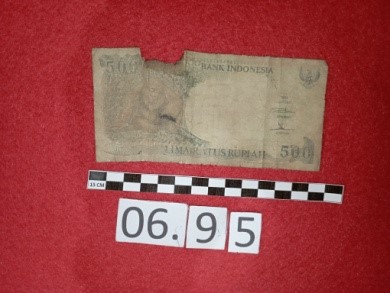 500 BANK INDONESIA
LIMA RATUS RUPIAH 500
15 CM
06.95